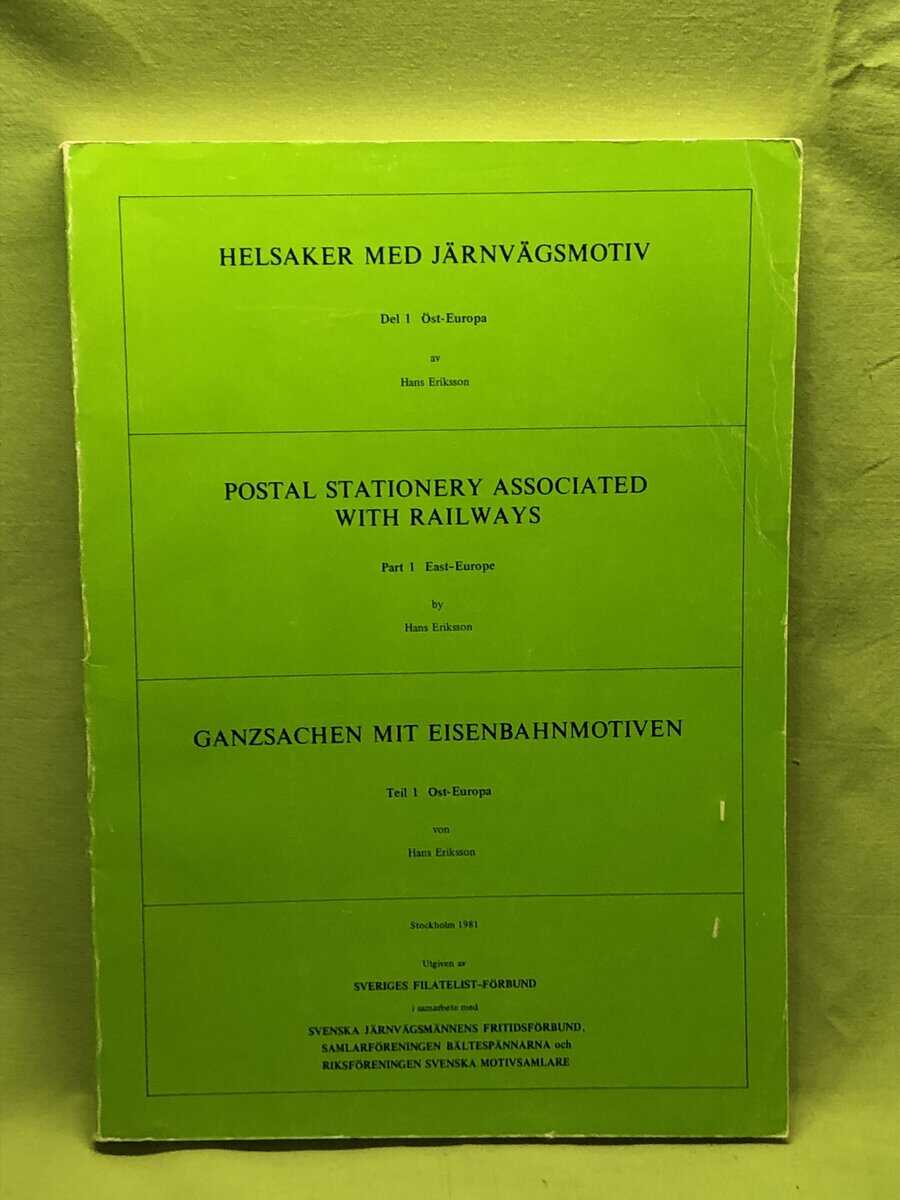 HELSAKER MED JÄRNVÄGSMOTIV
Del 1 Öst-Europa
av
Hans Eriksson
POSTAL STATIONERY ASSOCIATED
WITH RAILWAYS
Part 1 East-Europe
by
Hans Eriksson
GANZSACHEN MIT EISENBAHNMOTIVEN
Teil 1 Ost-Europa
von
Hans Eriksson
Stockholm 1981
Utgiven av
SVERIGES FILATELIST-FÖRBUND
i samarbete med
SVENSKA JÄRNVÄGSMÄNNENS FRITIDSFÖRBUND,
SAMLARFÖRENINGEN BÄLTESPÄNNARNA och
RIKSFÖRENINGEN SVENSKA MOTIVSAMLARE